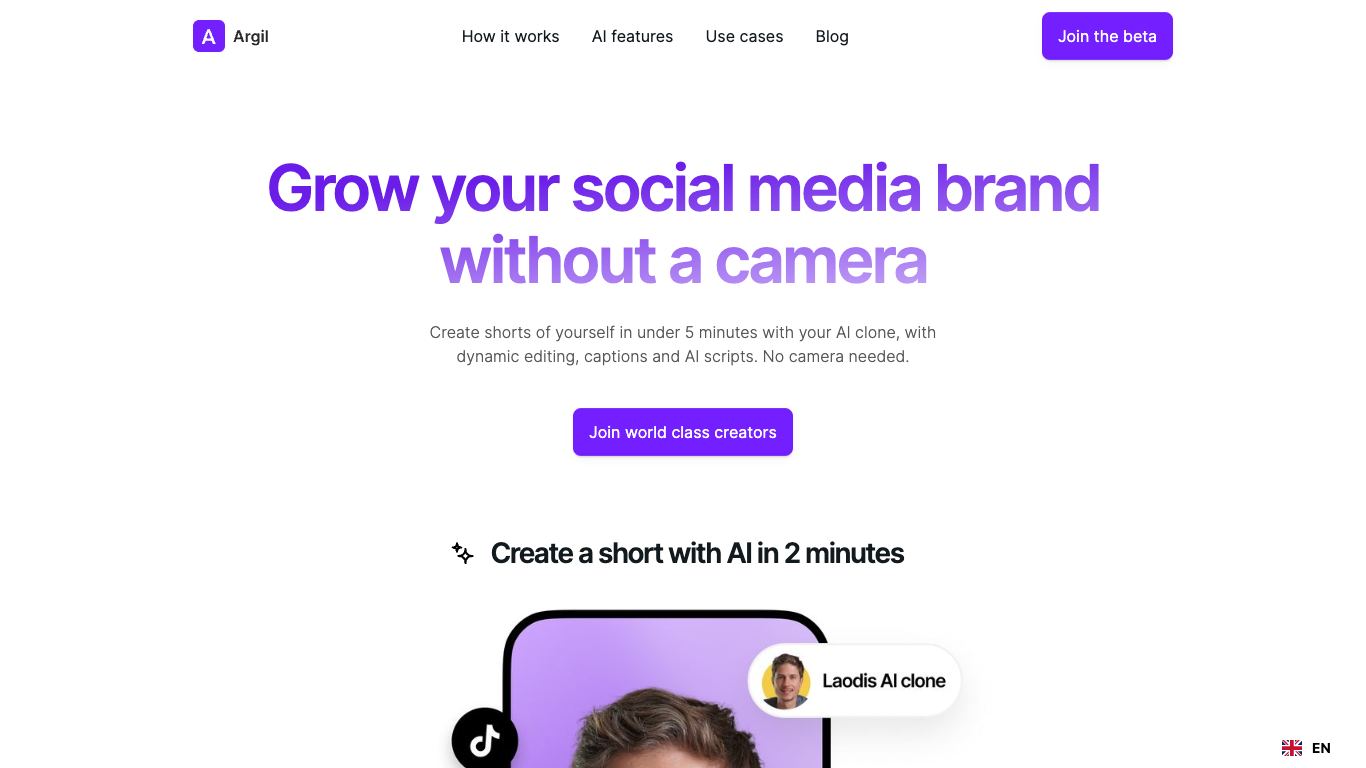 A Argil
How it works
AI features
Use cases
Blog
Join the beta
Grow your social media brand
without a camera
Create shorts of yourself in under 5 minutes with your AI clone, with
dynamic editing, captions and AI scripts. No camera needed.
Join world class creators
Create a short with AI in 2 minutes
Laodis AI clone
EN